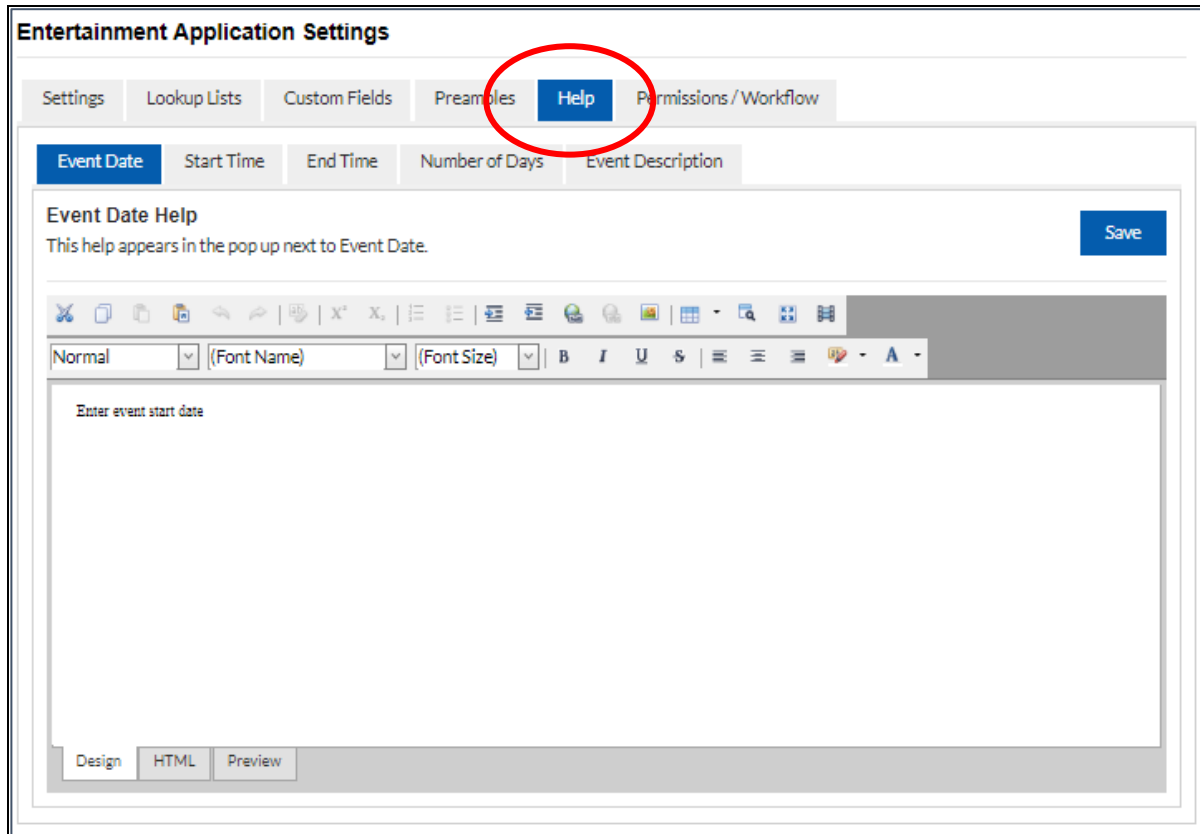 Entertainment Application Settings
Settings Lookup Lists Custom Fields Preambles Help Permissions / Workflow
Event Date Start Time End Time Number of Days Event Description
Event Date Help
This help appears in the pop up next to Event Date.
Save
X² X₂
Normal (Font Name) (Font Size) B I U S A
Enter event start date
Design HTML Preview